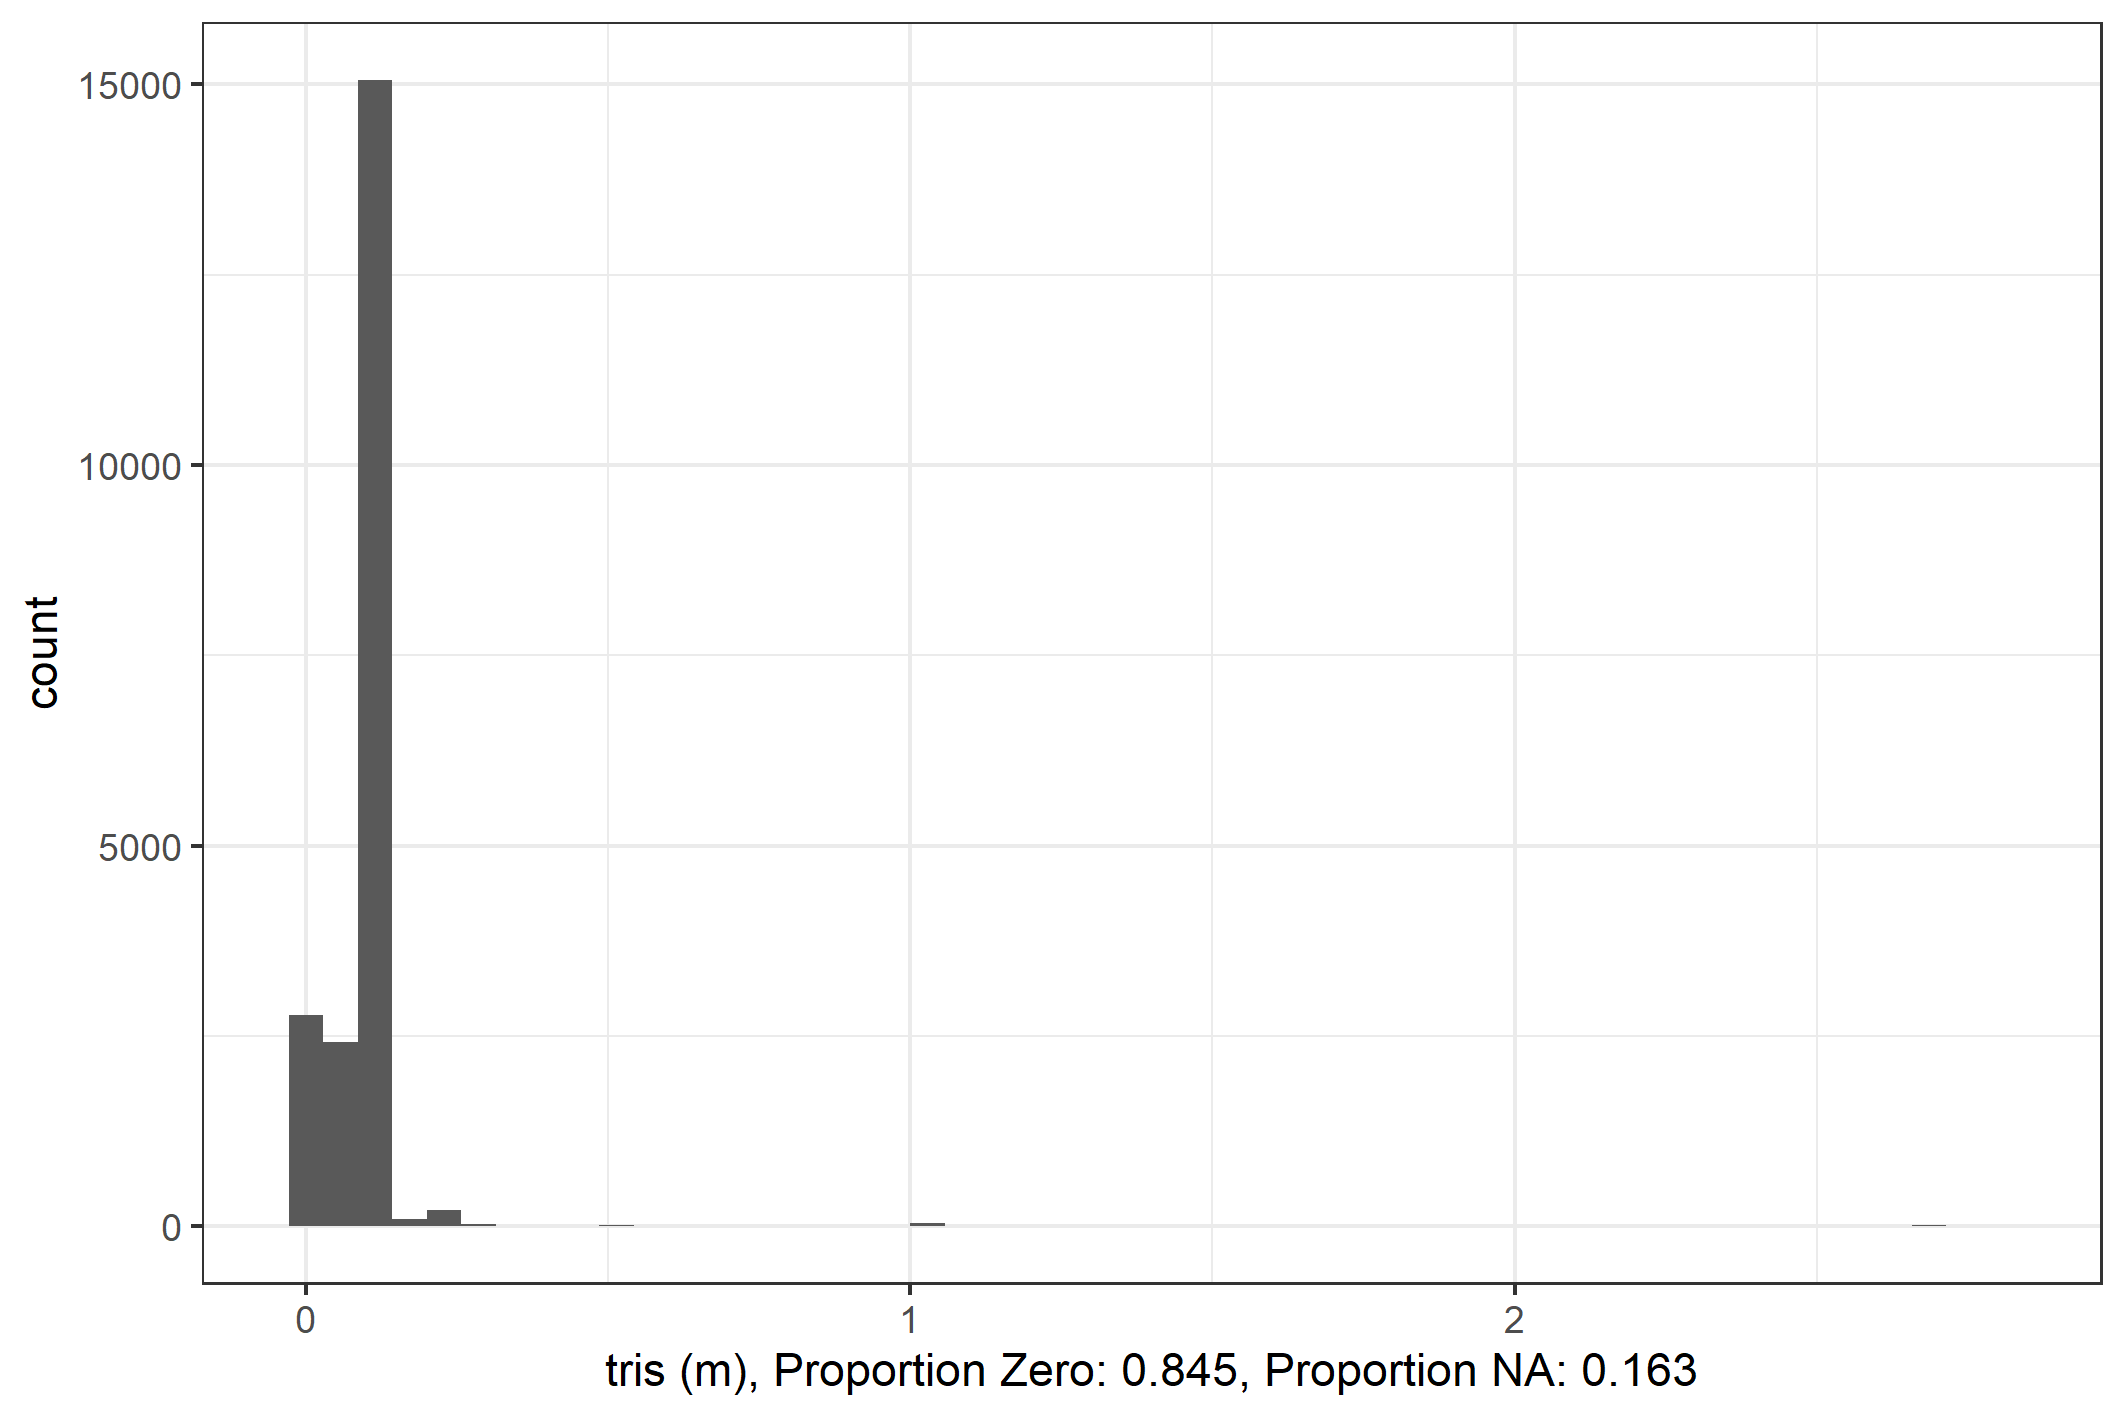 15000
10000
5000
0
count
0 1 2
tris (m), Proportion Zero: 0.845, Proportion NA: 0.163